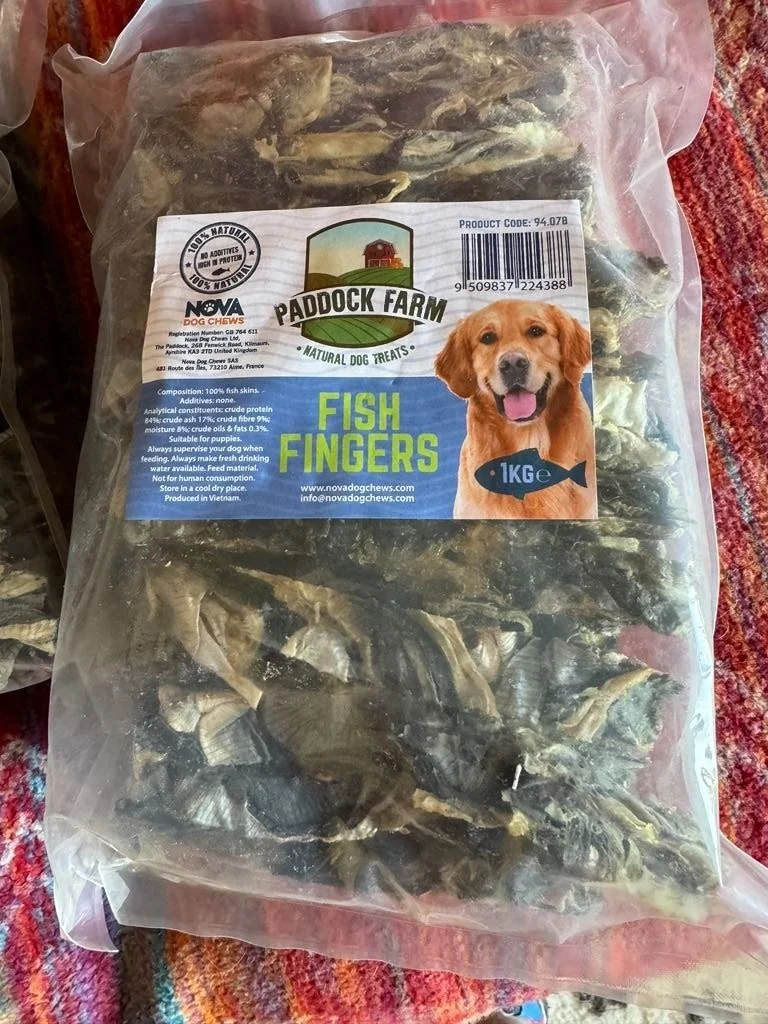 100% NATURAL
NO ADDITIVES
HIGH IN PROTEIN
100% NATURAL
NOVA
DOG CHEWS
Registration Number: GB 764 611
Nova Dog Chews Ltd,
The Paddock, 26B Fenwick Road, Kilmaurs,
Ayrshire KA3 2TD United Kingdom
Nova Dog Chews SAS
481 Route des Îles, 73210 Aime, France
PADDOCK FARM
• NATURAL DOG TREATS •
PRODUCT CODE: 94.078
9 509837 224388
Composition: 100% fish skins.
Additives: none.
Analytical constituents: crude protein
84%; crude ash 17%; crude fibre 9%;
moisture 8%; crude oils & fats 0.3%.
Suitable for puppies.
Always supervise your dog when
feeding. Always make fresh drinking
water available. Feed material.
Not for human consumption.
Store in a cool dry place.
Produced in Vietnam.
FISH
FINGERS
www.novadogchews.com
info@novadogchews.com
1KG℮